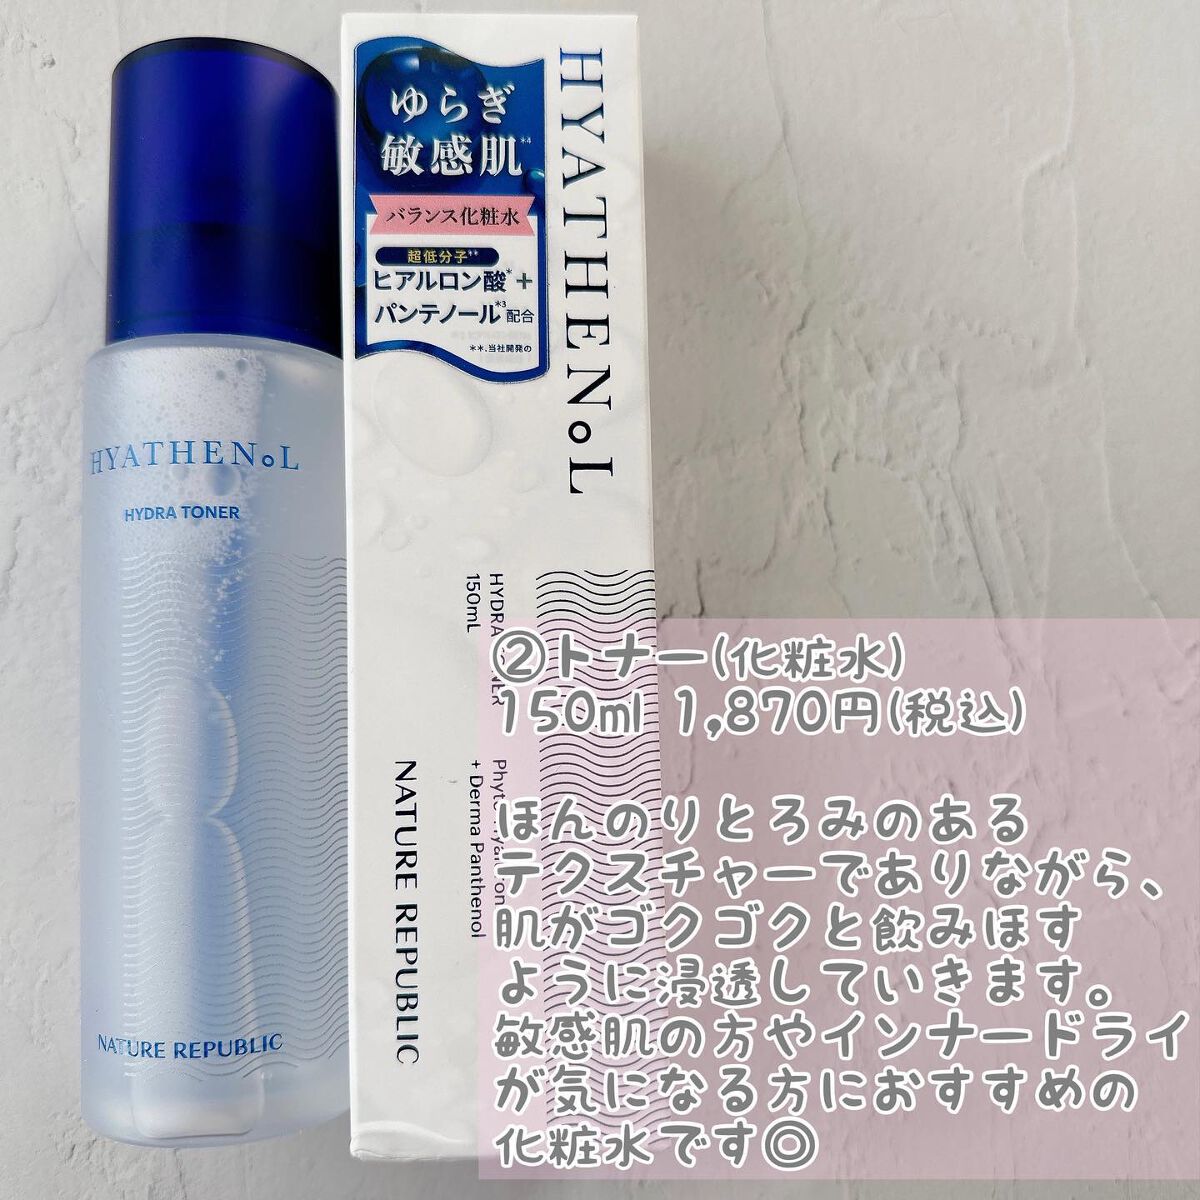 HYATHENoL
HYDRA TONER
NATURE REPUBLIC
ゆらぎ
敏感肌*4
バランス化粧水
超低分子**
ヒアルロン酸*+
パンテノール*3配合
**、当社開発の
HYATHENoL
150mL
+ Derma Panthenol
NATURE REPUBLIC
②トナー(化粧水)
150ml 1,870円(税込)
ほんのりとろみのある
テクスチャーでありながら、
肌がゴクゴクと飲みほす
ように浸透していきます。
敏感肌の方やインナードライ
が気になる方におすすめの
化粧水です◎